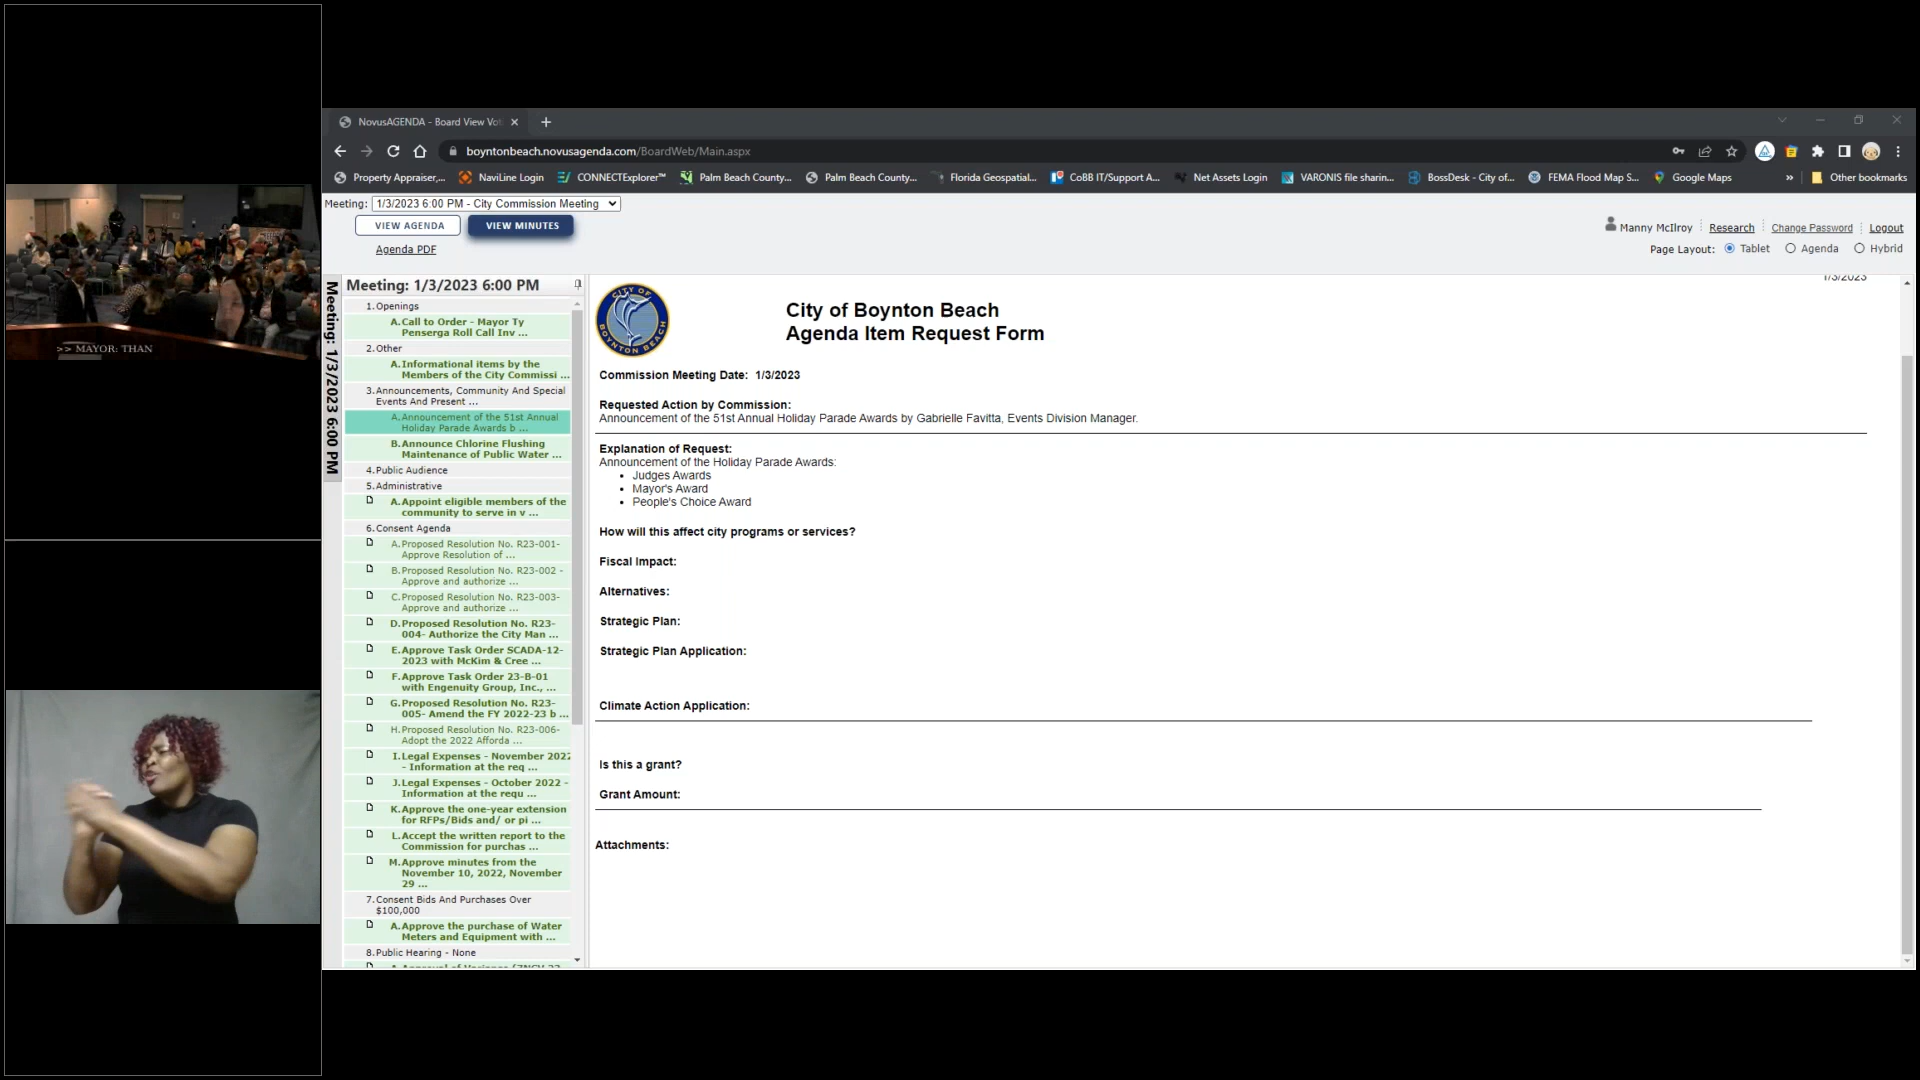 >> MAYOR: THAN
NovusAGENDA - Board View Vo
boyntonbeach.novusagenda.com/BoardWeb/Main.aspx
Property Appraiser,...
NaviLine Login
CONNECTExplorer™
Palm Beach County...
Palm Beach County...
Florida Geospatial...
CoBB IT/Support A...
Net Assets Login
VARONIS file sharin...
BossDesk - City of...
FEMA Flood Map S...
Google Maps
»
Other bookmarks
Meeting: 1/3/2023 6:00 PM - City Commission Meeting
VIEW AGENDA
VIEW MINUTES
Agenda PDF
Manny McIlroy
Research
Change Password
Logout
Page Layout: Tablet Agenda Hybrid
Meeting: 1/3/2023 6:00 PM
Meeting: 1/3/2023 6:00 PM
1.Openings
A.Call to Order - Mayor Ty
Penserga Roll Call Inv ...
2.Other
A.Informational items by the
Members of the City Commissi ...
3.Announcements, Community And Special
Events And Present ...
A.Announcement of the 51st Annual
Holiday Parade Awards b ...
B.Announce Chlorine Flushing
Maintenance of Public Water ...
4.Public Audience
5.Administrative
A.Appoint eligible members of the
community to serve in v ...
6.Consent Agenda
A.Proposed Resolution No. R23-001-
Approve Resolution of ...
B.Proposed Resolution No. R23-002 -
Approve and authorize ...
C.Proposed Resolution No. R23-003-
Approve and authorize ...
D.Proposed Resolution No. R23-
004- Authorize the City Man ...
E.Approve Task Order SCADA-12-
2023 with McKim & Cree ...
F.Approve Task Order 23-B-01
with Engenuity Group, Inc., ...
G.Proposed Resolution No. R23-
005- Amend the FY 2022-23 b ...
H.Proposed Resolution No. R23-006-
Adopt the 2022 Afforda ...
I.Legal Expenses - November 2022
- Information at the req ...
J.Legal Expenses - October 2022 -
Information at the requ ...
K.Approve the one-year extension
for RFPs/Bids and/ or pi ...
L.Accept the written report to the
Commission for purchas ...
M.Approve minutes from the
November 10, 2022, November
29 ...
7.Consent Bids And Purchases Over
$100,000
A.Approve the purchase of Water
Meters and Equipment with ...
8.Public Hearing - None
1/3/2023
CITY OF
BOYNTON BEACH
City of Boynton Beach
Agenda Item Request Form
Commission Meeting Date: 1/3/2023
Requested Action by Commission:
Announcement of the 51st Annual Holiday Parade Awards by Gabrielle Favitta, Events Division Manager.
Explanation of Request:
Announcement of the Holiday Parade Awards:
• Judges Awards
• Mayor's Award
• People's Choice Award
How will this affect city programs or services?
Fiscal Impact:
Alternatives:
Strategic Plan:
Strategic Plan Application:
Climate Action Application:
Is this a grant?
Grant Amount:
Attachments: